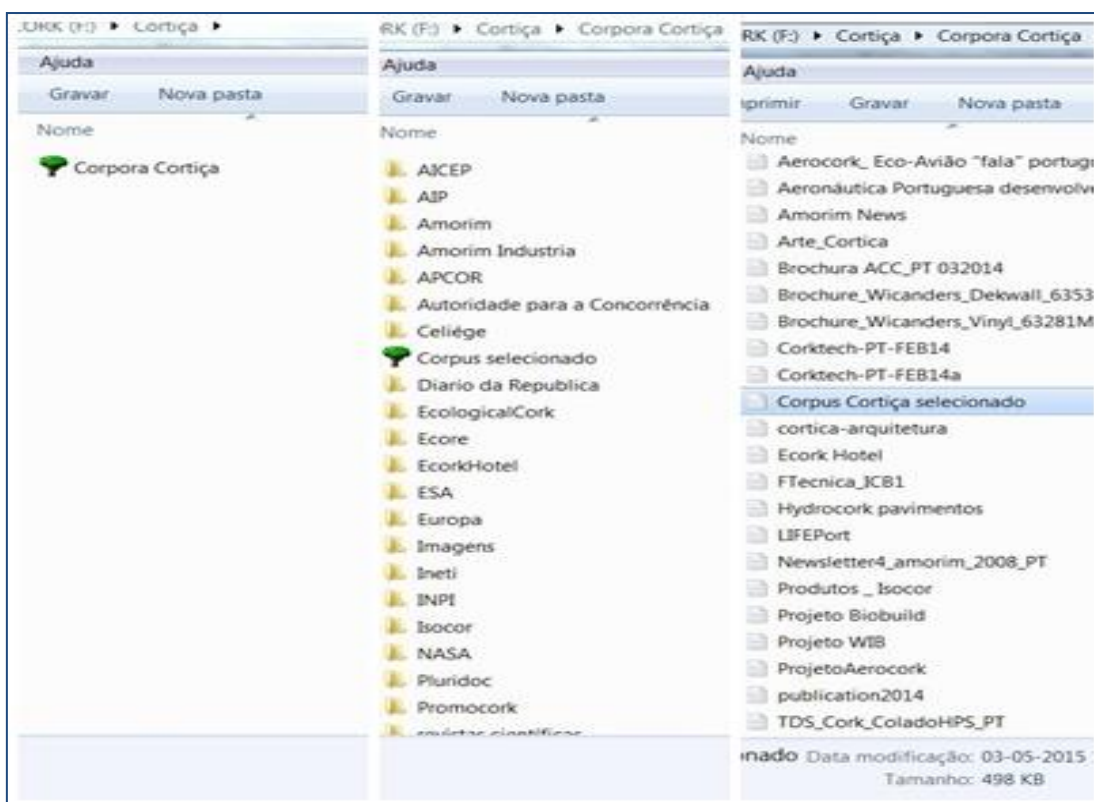 CORK (F:) ▸ Cortiça ▸
Ajuda
Gravar Nova pasta
Nome
Corpora Cortiça
RK (F:) ▸ Cortiça ▸ Corpora Cortiça
Ajuda
Gravar Nova pasta
Nome
AICEP
AIP
Amorim
Amorim Industria
APCOR
Autoridade para a Concorrência
Celiége
Corpus selecionado
Diario da Republica
EcologicalCork
Ecore
EcorkHotel
ESA
Europa
Imagens
Ineti
INPI
Isocor
NASA
Pluridoc
Promocork
revistas científicas
RK (F:) ▸ Cortiça ▸ Corpora Cortiça
Ajuda
primir Gravar Nova pasta
Nome
Aerocork_ Eco-Avião "fala" portug
Aeronáutica Portuguesa desenvolve
Amorim News
Arte_Cortica
Brochura ACC_PT 032014
Brochure_Wicanders_Dekwall_6353
Brochure_Wicanders_Vinyl_63281M
Corktech-PT-FEB14
Corktech-PT-FEB14a
Corpus Cortiça selecionado
cortica-arquitetura
Ecork Hotel
FTecnica_ICB1
Hydrocork pavimentos
LIFEPort
Newsletter4_amorim_2008_PT
Produtos _ Isocor
Projeto Biobuild
Projeto WIB
ProjetoAerocork
publication2014
TDS_Cork_ColadoHPS_PT
onado Data modificação: 03-05-2015
Tamanho: 498 KB